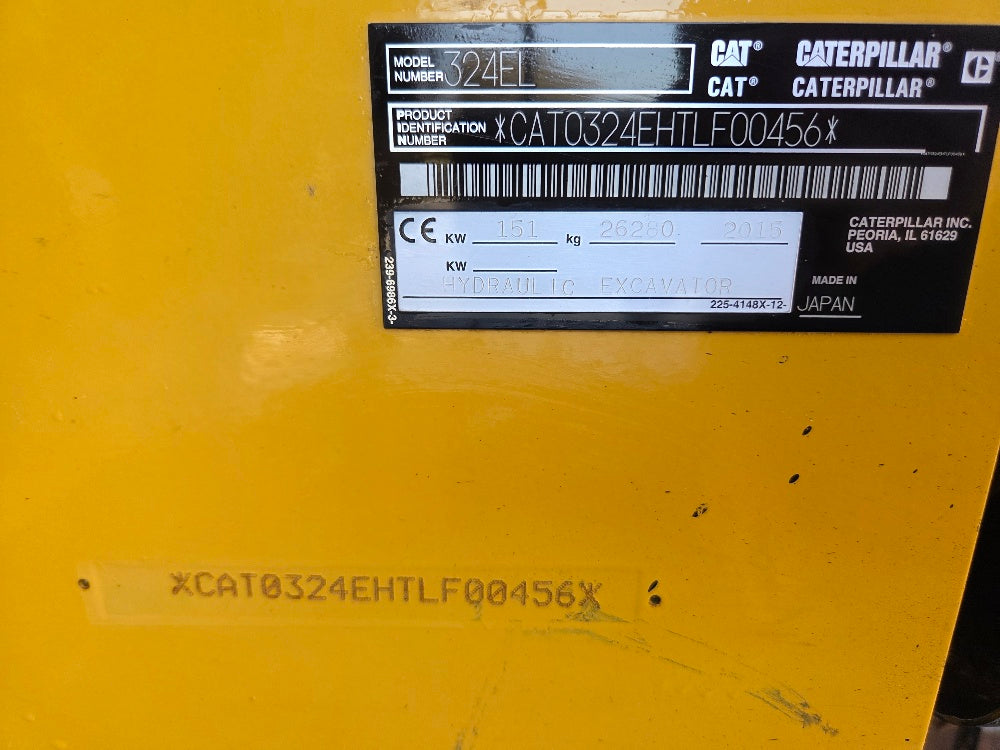 MODEL NUMBER 324EL
CAT® CATERPILLAR®
CAT® CATERPILLAR®
PRODUCT IDENTIFICATION NUMBER *CAT0324EHTLF00456*
CE KW 151 kg 26280 2015
KW
HYDRAULIC EXCAVATOR
225-4148X-12-
239-6986X-3-
CATERPILLAR INC.
PEORIA, IL 61629
USA
MADE IN
JAPAN
*CAT0324EHTLF00456*